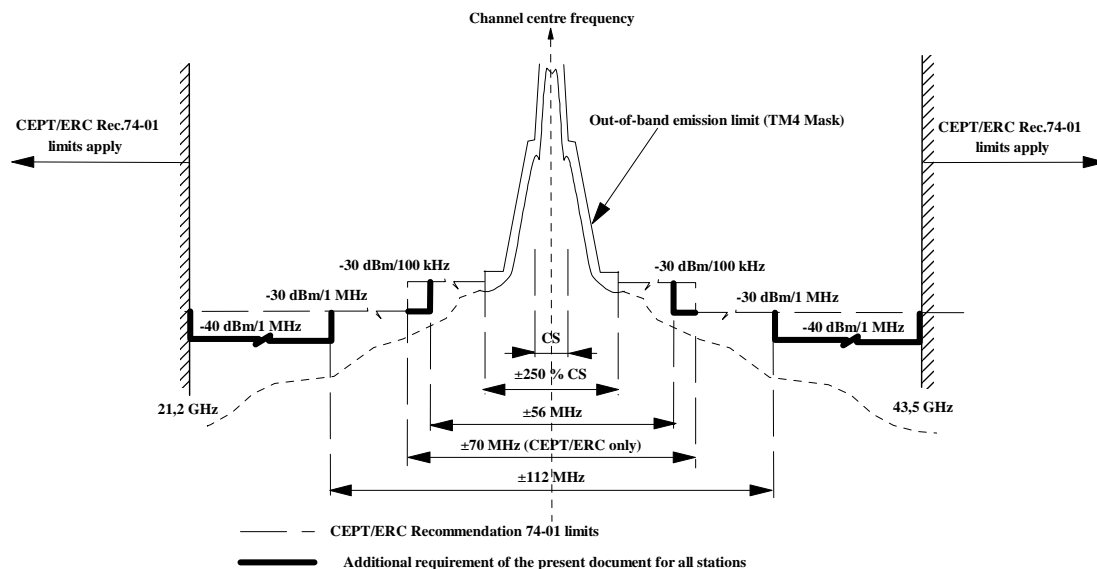 Channel centre frequency
CEPT/ERC Rec.74-01
limits apply
Out-of-band emission limit (TM4 Mask)
CEPT/ERC Rec.74-01
limits apply
-30 dBm/100 kHz
-30 dBm/100 kHz
-30 dBm/1 MHz
-30 dBm/1 MHz
-40 dBm/1 MHz
-40 dBm/1 MHz
CS
±250 % CS
21,2 GHz
43,5 GHz
±56 MHz
±70 MHz (CEPT/ERC only)
±112 MHz
CEPT/ERC Recommendation 74-01 limits
Additional requirement of the present document for all stations